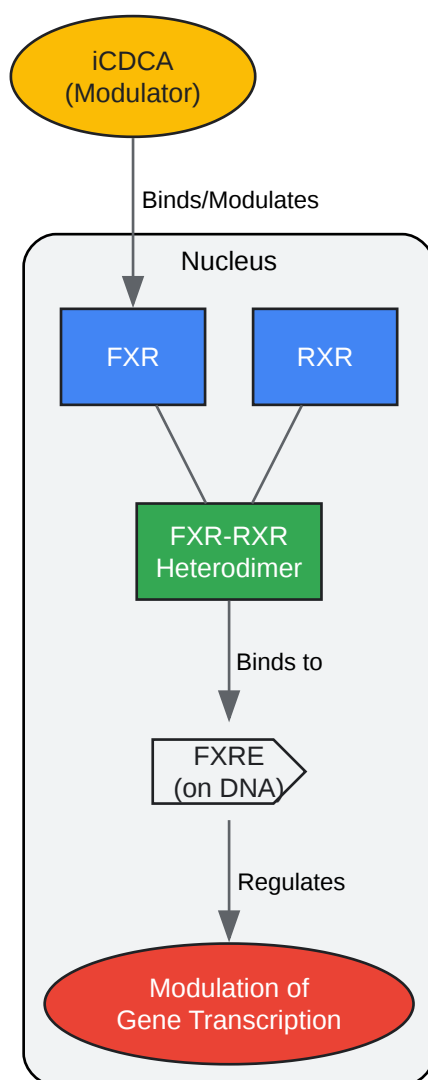 iCDCA
(Modulator)
Binds/Modulates
Nucleus
FXR
RXR
FXR-RXR
Heterodimer
Binds to
FXRE
(on DNA)
Regulates
Modulation of
Gene Transcription